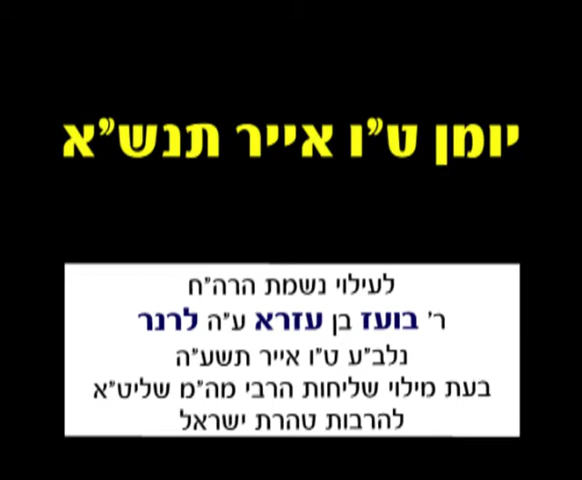 יומן ט"ו אייר תנש"א
לעילוי נשמת הרה"ח
ר' בועז בן עזרא ע"ה לרנר
נלב"ע ט"ו אייר תשע"ה
בעת מילוי שליחות הרבי מה"מ שליט"א
להרבות טהרת ישראל